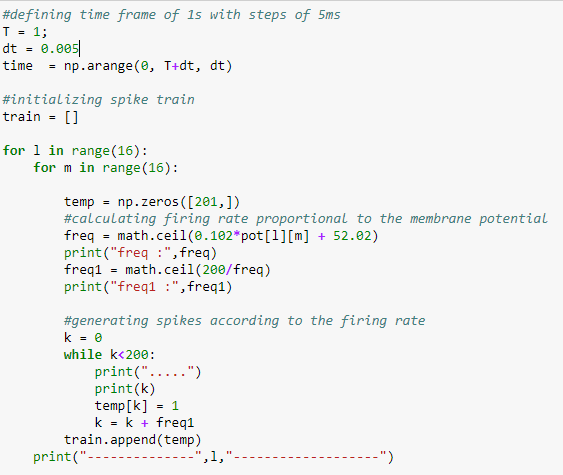 #defining time frame of 1s with steps of 5ms
T = 1;
dt = 0.005
time  = np.arange(0, T+dt, dt)

#initializing spike train
train = []

for l in range(16):
    for m in range(16):

        temp = np.zeros([201,])
        #calculating firing rate proportional to the membrane potential
        freq = math.ceil(0.102*pot[l][m] + 52.02)
        print("freq :",freq)
        freq1 = math.ceil(200/freq)
        print("freq1 :",freq1)

        #generating spikes according to the firing rate
        k = 0
        while k<200:
            print(".....")
            print(k)
            temp[k] = 1
            k = k + freq1
        train.append(temp)
    print("--------------",l,"-------------------")